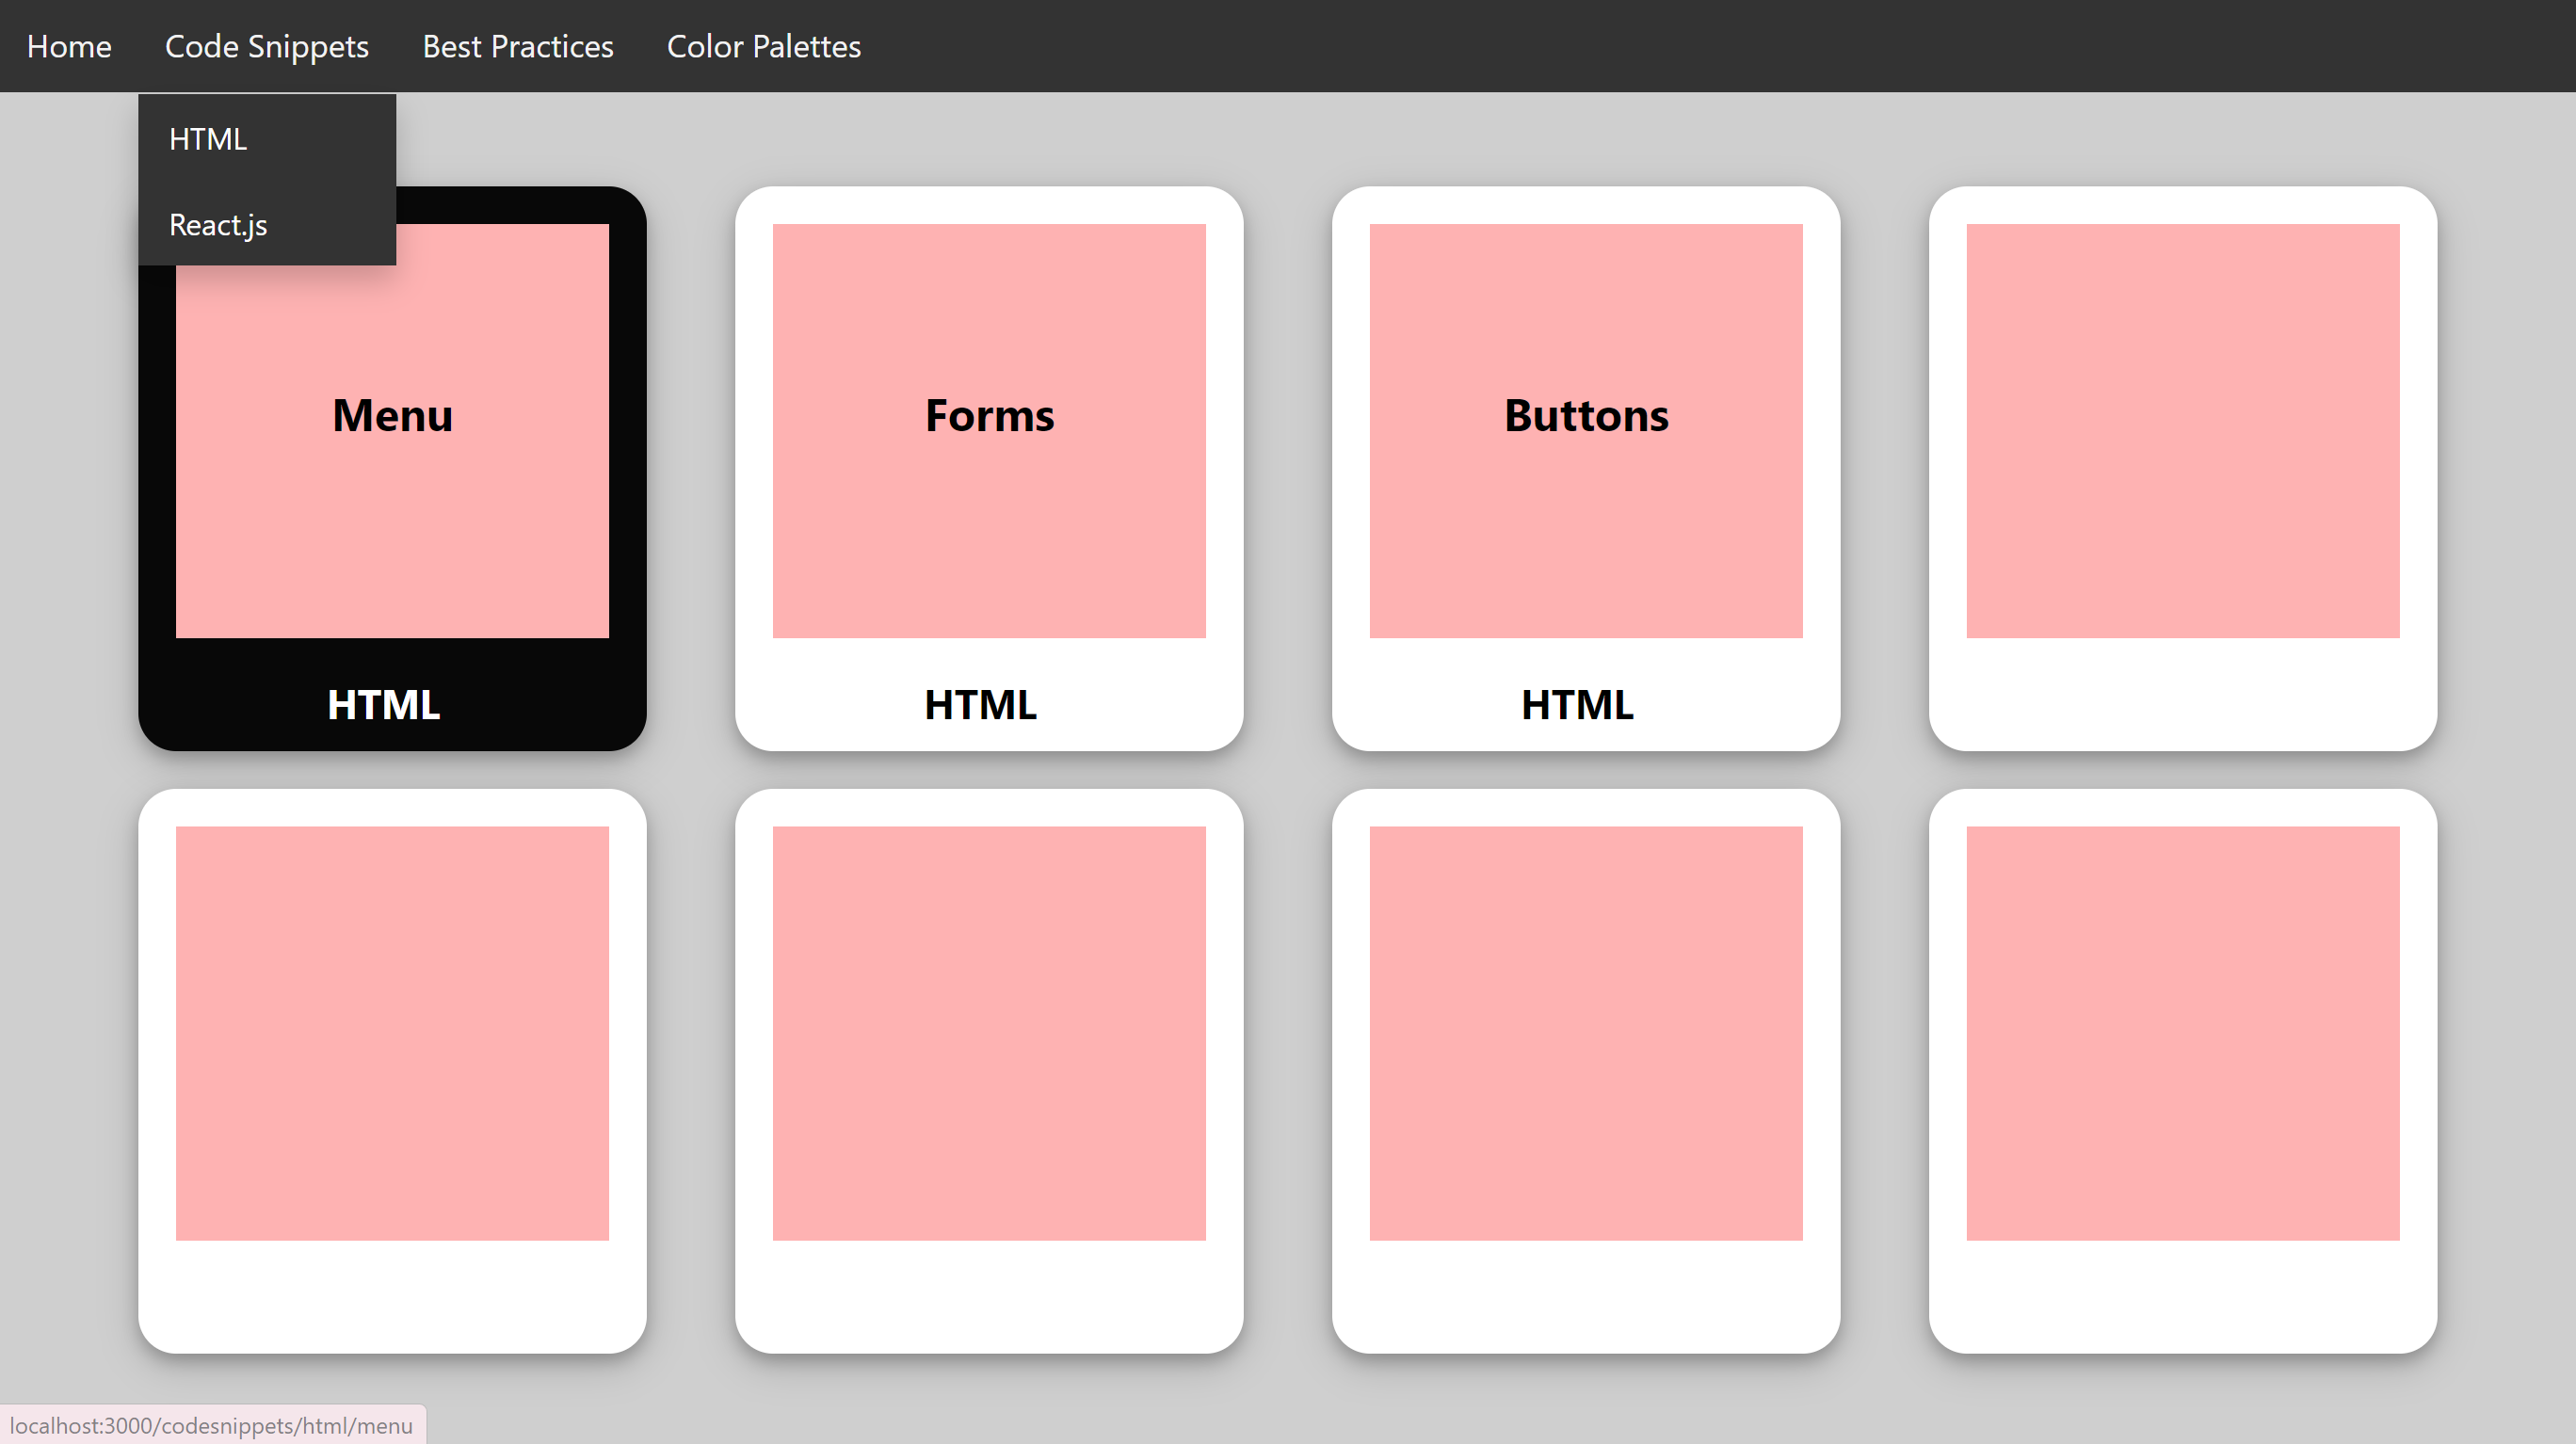 Home Code Snippets Best Practices Color Palettes
HTML
React.js
Menu Forms Buttons
HTML HTML HTML
localhost:3000/codesnippets/html/menu